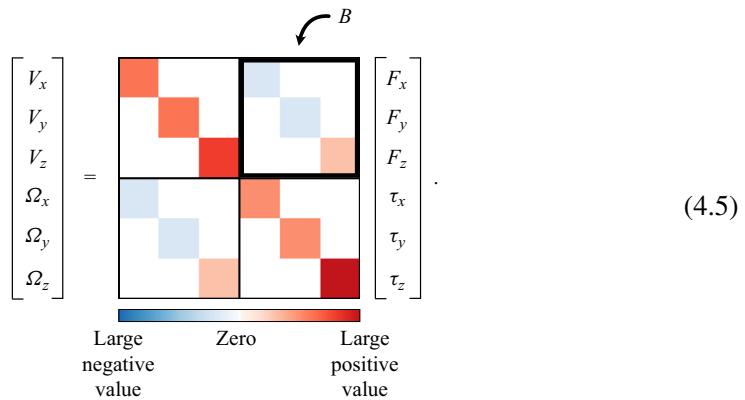 B
V_x F_x
V_y F_y
V_z F_z
=
Ω_x τ_x .
Ω_y τ_y (4.5)
Ω_z τ_z
Large negative value Zero Large positive value